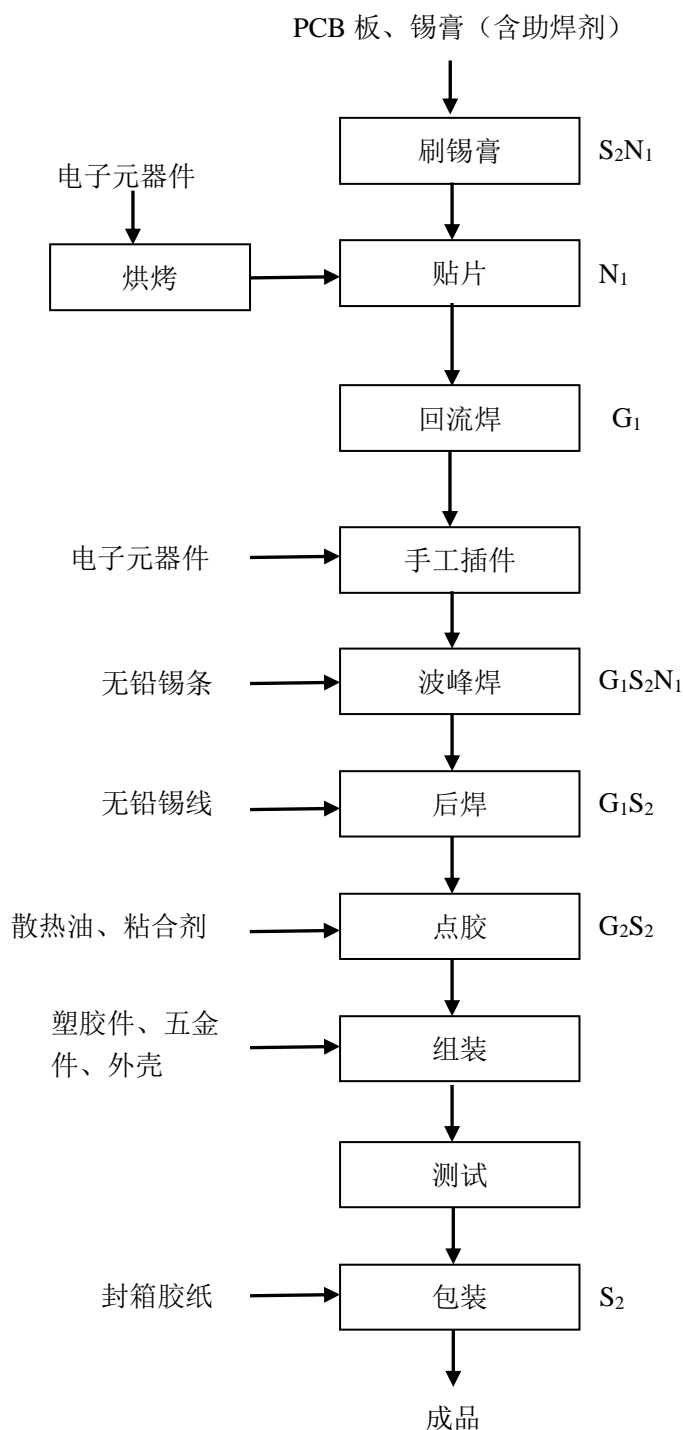 PCB 板、锡膏（含助焊剂）
刷锡膏
S₂N₁
电子元器件
烘烤
贴片
N₁
回流焊
G₁
电子元器件
手工插件
无铅锡条
波峰焊
G₁S₂N₁
无铅锡线
后焊
G₁S₂
散热油、粘合剂
点胶
G₂S₂
塑胶件、五金
件、外壳
组装
测试
封箱胶纸
包装
S₂
成品